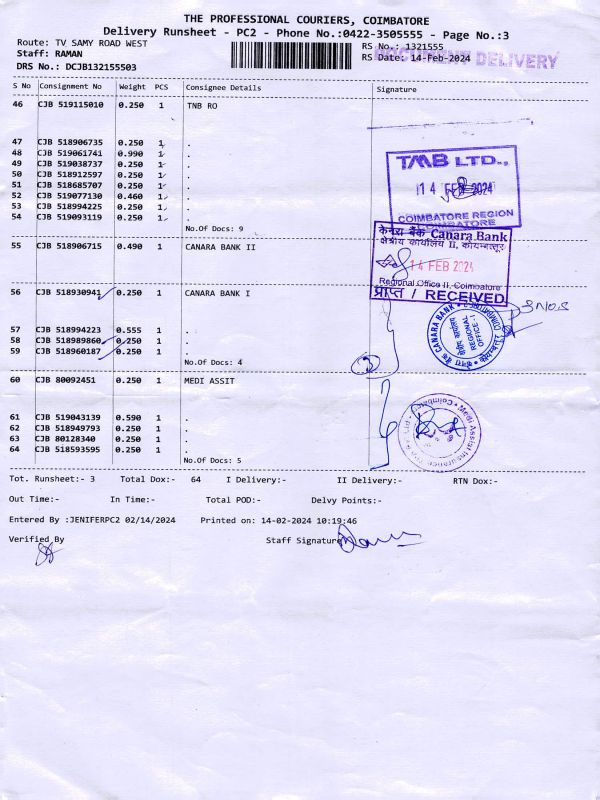 THE PROFESSIONAL COURIERS, COIMBATORE
Delivery Runsheet - PC2 - Phone No.:0422-3505555 - Page No.:3
Route: TV SAMY ROAD WEST
Staff: RAMAN
DRS No.: DCJB132155503
RS No.: 1321555
RS Date: 14-Feb-2024
DOCUMENT DELIVERY
S No Consignment No Weight PCS Consignee Details Signature
46 CJB 519115010 0.250 1 TNB RO
47 CJB 518906735 0.250 1 .
48 CJB 519061741 0.990 1 .
49 CJB 519038737 0.250 1 .
50 CJB 518912597 0.250 1 .
51 CJB 518685707 0.250 1 .
52 CJB 519077130 0.460 1 .
53 CJB 518994225 0.250 1 .
54 CJB 519093119 0.250 1 .
No.Of Docs: 9
TMB LTD.,
14 FEB 2024
COIMBATORE REGION
COIMBATORE
55 CJB 518906715 0.490 1 CANARA BANK II
केनरा बैंक Canara Bank
क्षेत्रीय कार्यालय II, कोयम्बत्तूर
14 FEB 2024
Regional Office II, Coimbatore
प्राप्त / RECEIVED
56 CJB 518930941 0.250 1 CANARA BANK I
3 NOS
57 CJB 518994223 0.555 1 .
58 CJB 518989860 0.250 1 .
59 CJB 518960187 0.250 1 .
No.Of Docs: 4
CANARA BANK
क्षेत्रीय कार्यालय
REGIONAL
OFFICE-I
3
60 CJB 80092451 0.250 1 MEDI ASSIT
61 CJB 519043139 0.590 1 .
62 CJB 518949793 0.250 1 .
63 CJB 80128340 0.250 1 .
64 CJB 518593595 0.250 1 .
No.Of Docs: 5
Tot. Runsheet:- 3 Total Dox:- 64 I Delivery:- II Delivery:- RTN Dox:-
Out Time:- In Time:- Total POD:- Delvy Points:-
Entered By :JENIFERPC2 02/14/2024 Printed on: 14-02-2024 10:19:46
Verified By Staff Signature